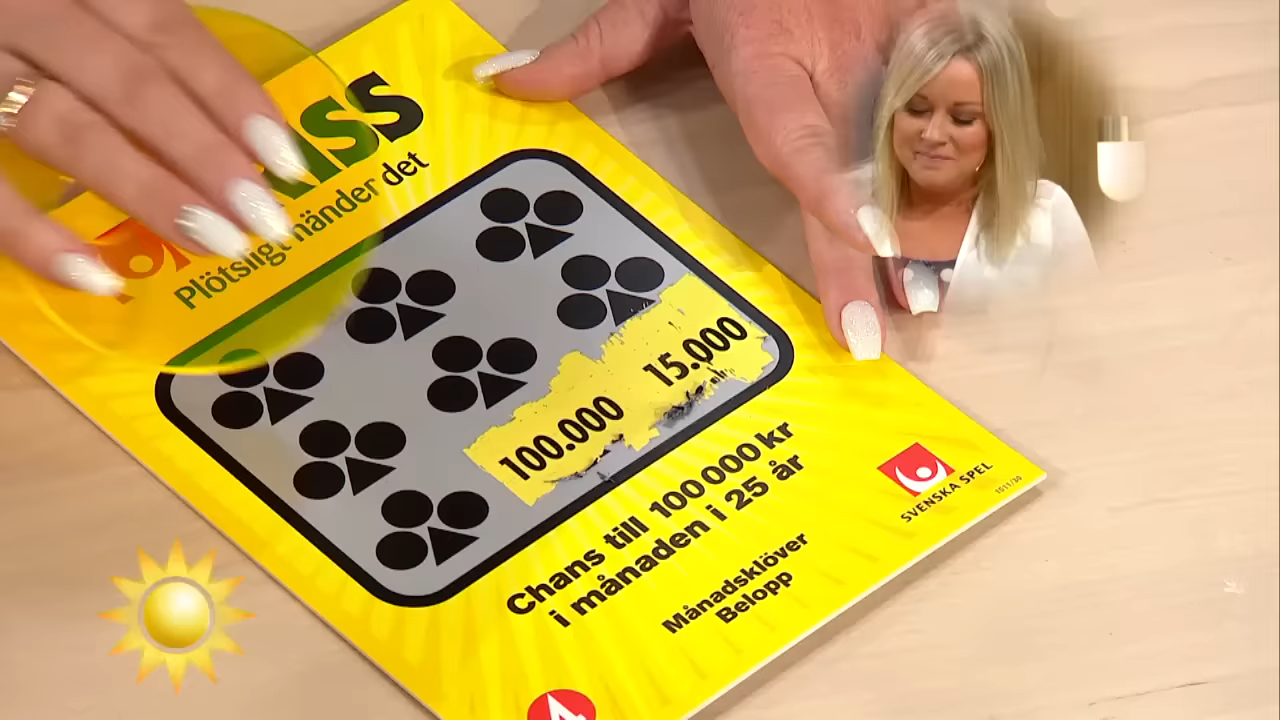 Plötsligt händer det
15.000
100.000
Chans till 100 000 kr
i månaden i 25 år
Månadsklöver
Belopp
SVENSKA SPEL
4